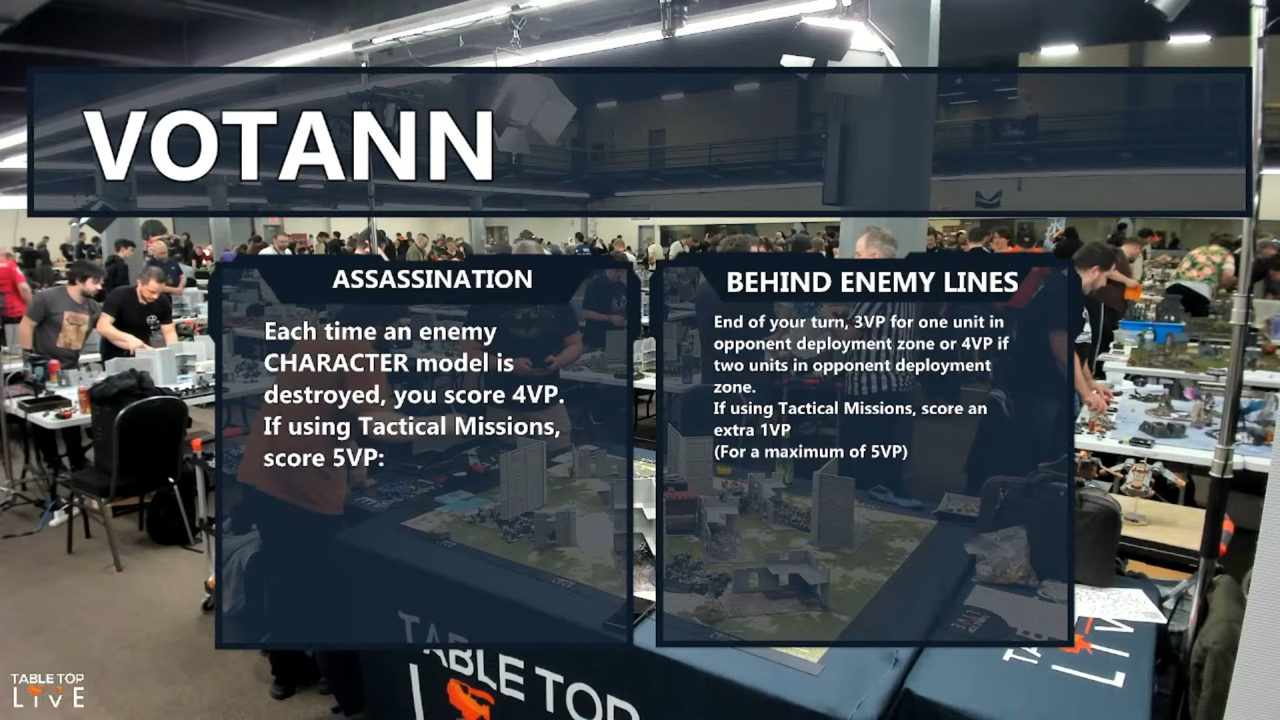 VOTANN
ASSASSINATION
Each time an enemy
CHARACTER model is
destroyed, you score 4VP.
If using Tactical Missions,
score 5VP:
BEHIND ENEMY LINES
End of your turn, 3VP for one unit in
opponent deployment zone or 4VP if
two units in opponent deployment
zone.
If using Tactical Missions, score an
extra 1VP
(For a maximum of 5VP)
TABLE TOP
LIVE
TABLE TOP